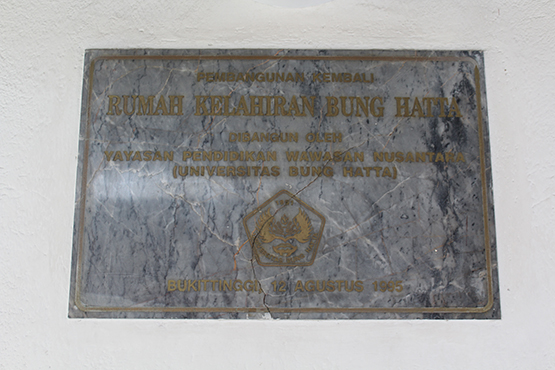 PEMBANGUNAN KEMBALI
RUMAH KELAHIRAN BUNG HATTA
DIBANGUN OLEH
YAYASAN PENDIDIKAN WAWASAN NUSANTARA
(UNIVERSITAS BUNG HATTA)
1981
BUKITTINGGI, 12 AGUSTUS 1995